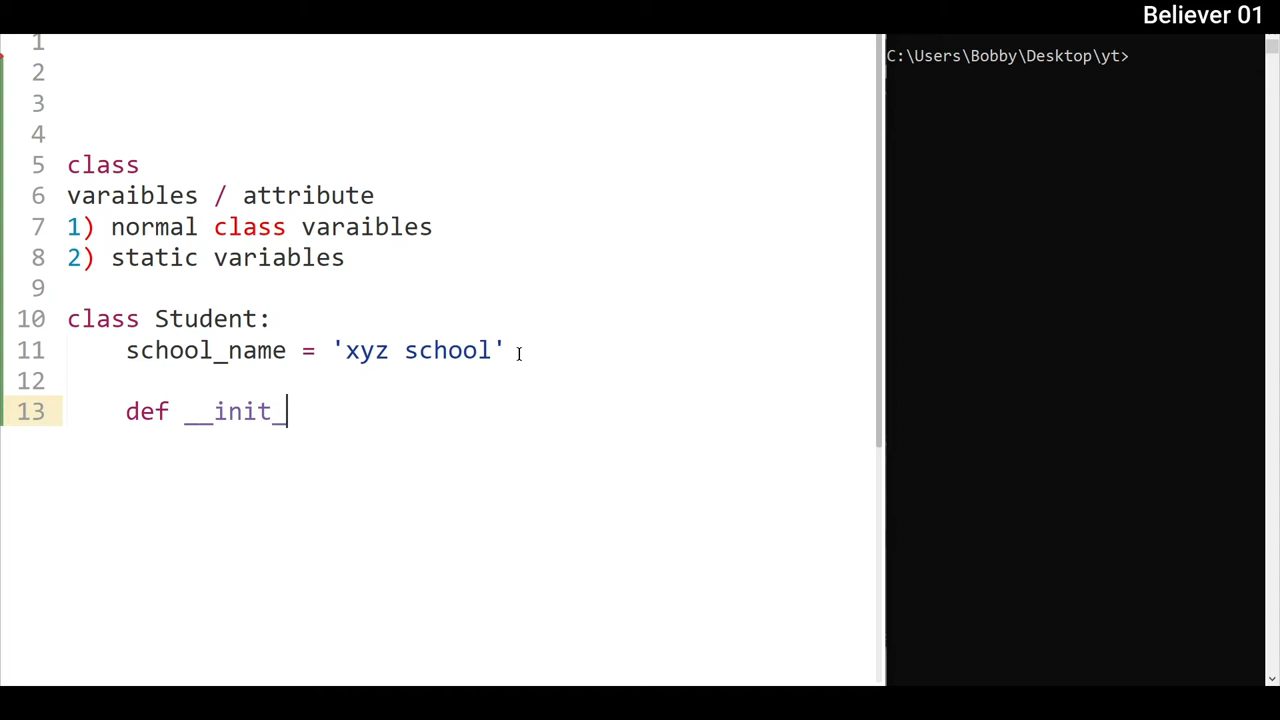 Believer 01
1
C:\Users\Bobby\Desktop\yt>
2
3
4
5 class
6 varaibles / attribute
7 1) normal class varaibles
8 2) static variables
9
10 class Student:
11 school_name = 'xyz school'
12
13 def __init_